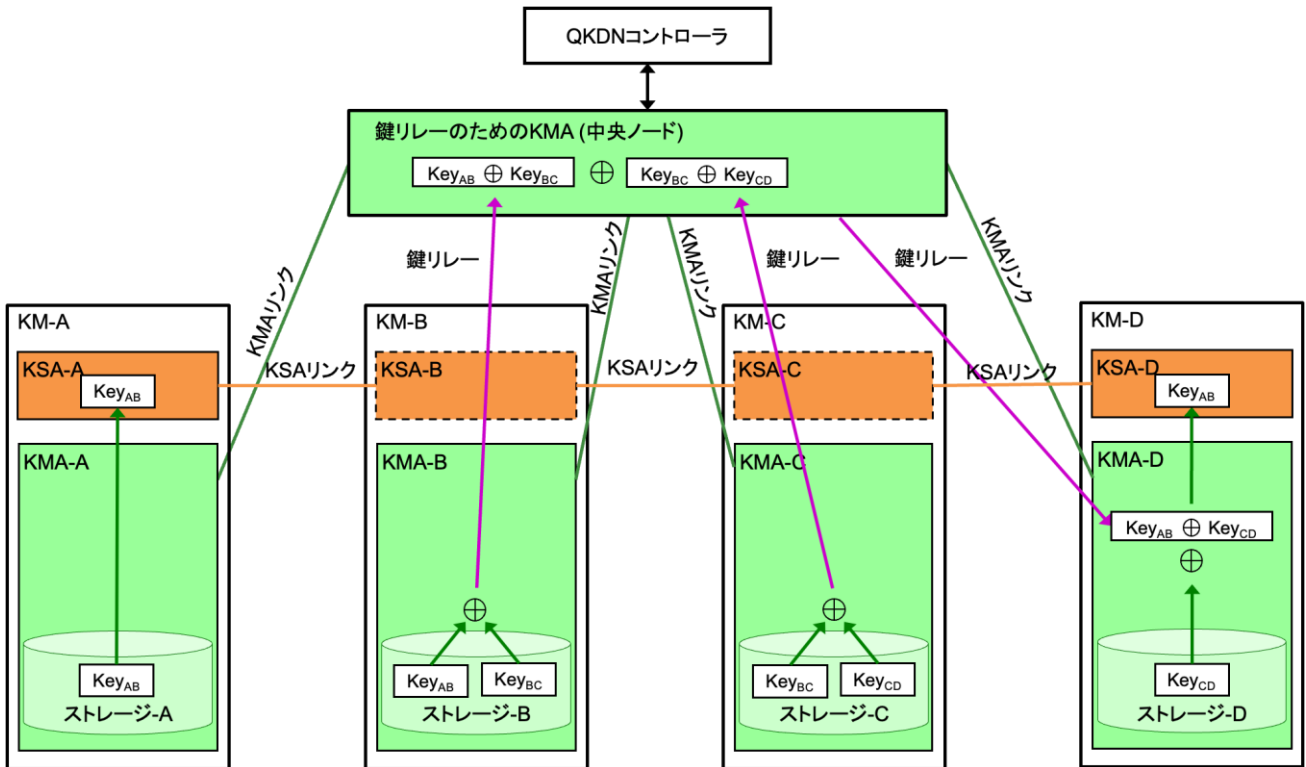 QKDNコントローラ
鍵リレーのためのKMA (中央ノード)
KeyAB ⊕ KeyBC ⊕ KeyBC ⊕ KeyCD
KMAリンク
鍵リレー
KMAリンク
KMAリンク
鍵リレー
鍵リレー
KMAリンク
KM-A
KM-B
KM-C
KM-D
KSA-A
KeyAB
KSAリンク
KSA-B
KSAリンク
KSA-C
KSAリンク
KSA-D
KeyAB
KMA-A
KMA-B
KMA-C
KMA-D
KeyAB ⊕ KeyCD
⊕
⊕
⊕
KeyAB
ストレージ-A
KeyAB
KeyBC
ストレージ-B
KeyBC
KeyCD
ストレージ-C
KeyCD
ストレージ-D